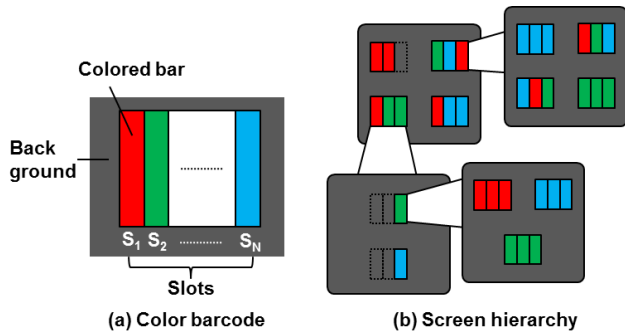 Colored bar
Back
ground
S1 S2 ............ SN
Slots
(a) Color barcode
(b) Screen hierarchy